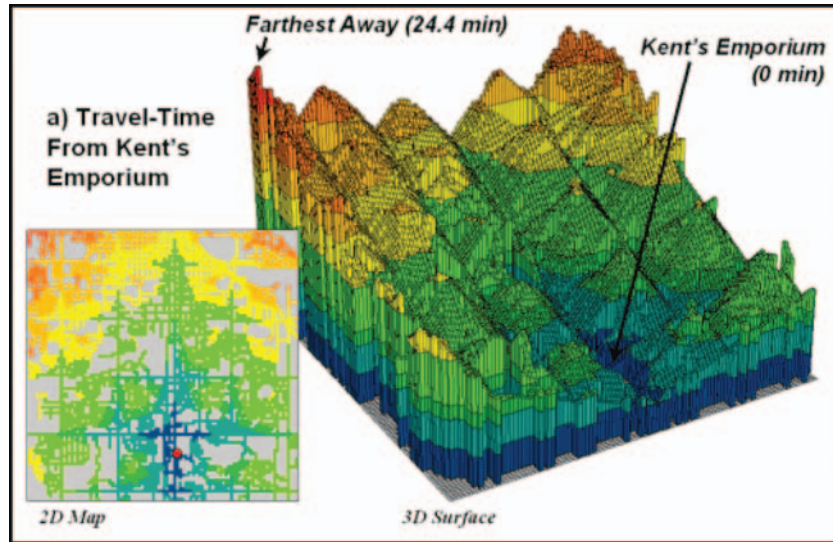 Farthest Away (24.4 min)
Kent's Emporium
(0 min)
a) Travel-Time
From Kent's
Emporium
2D Map
3D Surface